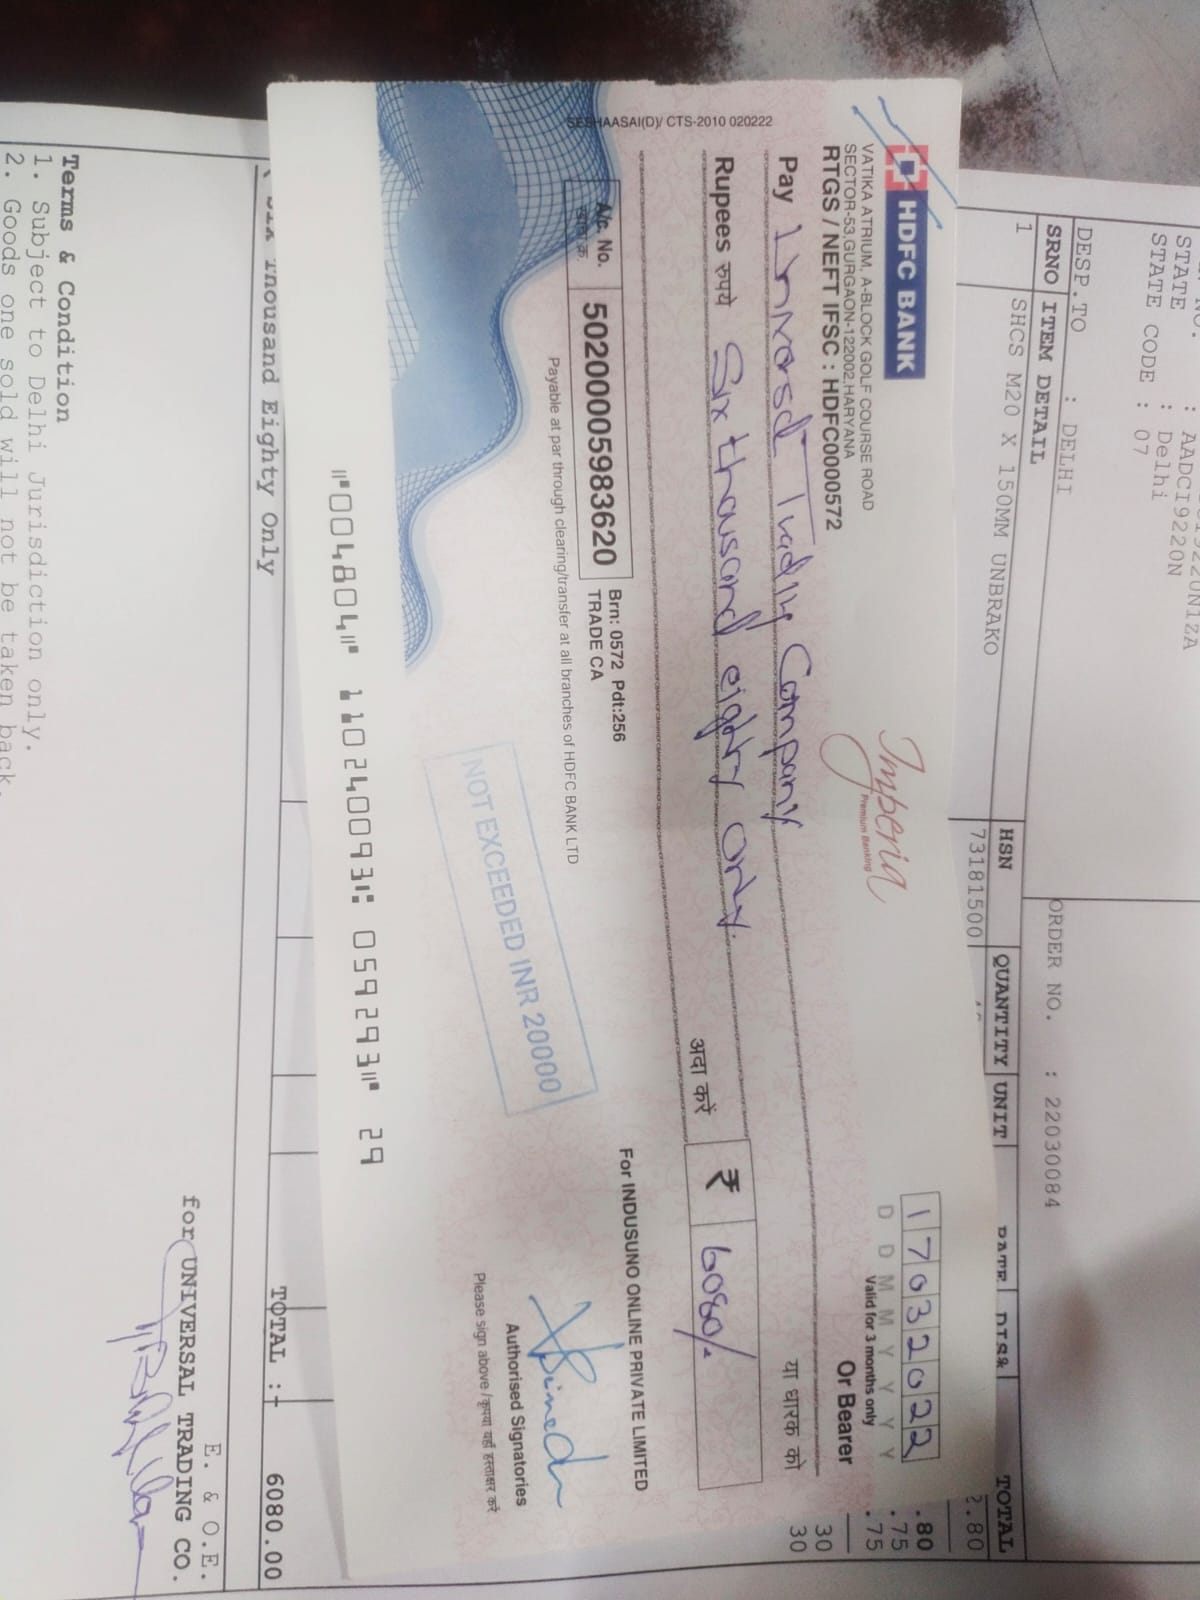 STATE : Delhi
STATE CODE : 07
: AADCI9220N
DESP.TO : DELHI
ORDER NO. : 22030084
SRNO ITEM DETAIL HSN QUANTITY UNIT RATE DIS% TOTAL
1 SHCS M20 X 150MM UNBRAKO 73181500 2.80
.80
.75
.75
30
30
HDFC BANK
VATIKA ATRIUM, A-BLOCK GOLF COURSE ROAD
SECTOR-53,GURGAON-122002,HARYANA
RTGS / NEFT IFSC : HDFC0000572
Imperia
Premium Banking
17032022
D D M M Y Y Y Y
Valid for 3 months only
Pay Trading Company Or Bearer
या धारक को
Rupees रुपये Six thousand eighty only.
अदा करें ₹ 6080/-
A/c. No. 50200005983620
Brn: 0572 Pdt:256
TRADE CA
For INDUSUNO ONLINE PRIVATE LIMITED
Payable at par through clearing/transfer at all branches of HDFC BANK LTD
NOT EXCEEDED INR 20000
Authorised Signatories
Please sign above / कृपया यहाँ हस्ताक्षर करें
SESHAASAI(D)/ CTS-2010 020222
⑈004804⑈ 110240093⑆ 059293⑈ 29
Thousand Eighty Only TOTAL :- 6080.00
E. & O.E.
for UNIVERSAL TRADING CO.
Terms & Condition
1. Subject to Delhi Jurisdiction only.
2. Goods one sold will not be taken back.